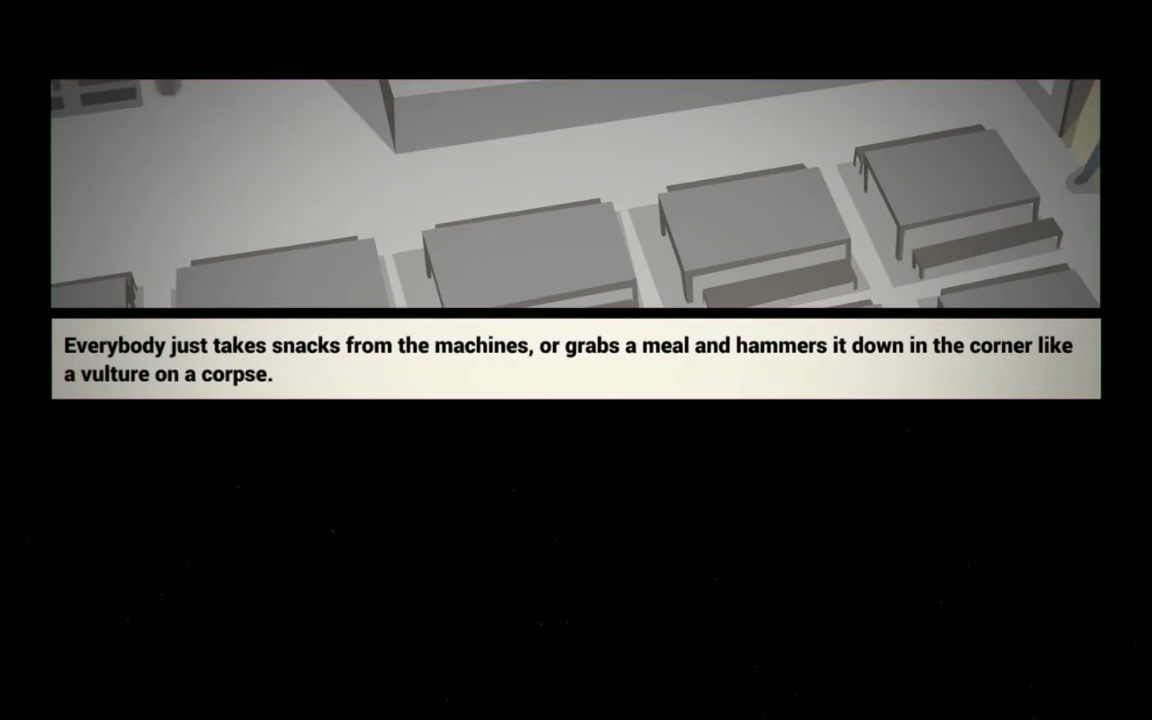 Everybody just takes snacks from the machines, or grabs a meal and hammers it down in the corner like
a vulture on a corpse.